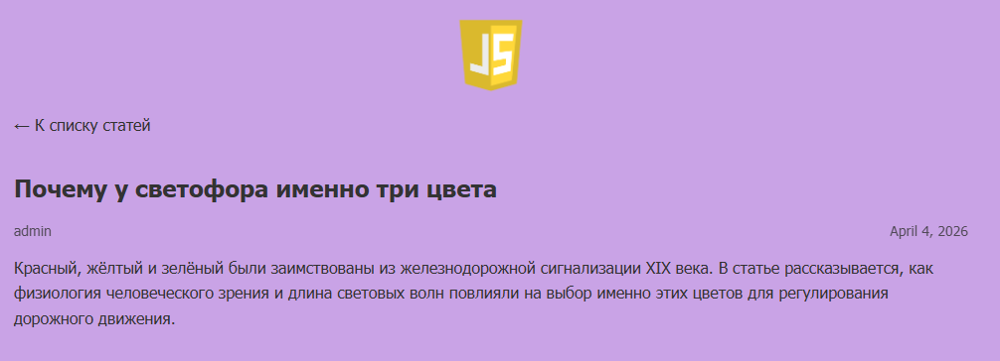 JS
← К списку статей
Почему у светофора именно три цвета
admin
April 4, 2026
Красный, жёлтый и зелёный были заимствованы из железнодорожной сигнализации XIX века. В статье рассказывается, как
физиология человеческого зрения и длина световых волн повлияли на выбор именно этих цветов для регулирования
дорожного движения.